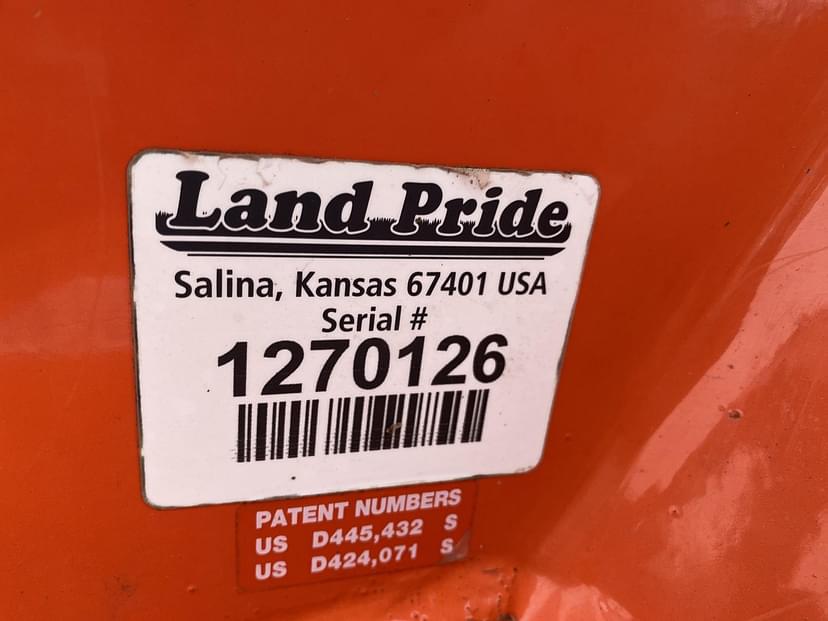 Land Pride
Salina, Kansas 67401 USA
Serial #
1270126
PATENT NUMBERS
US D445,432 S
US D424,071 S